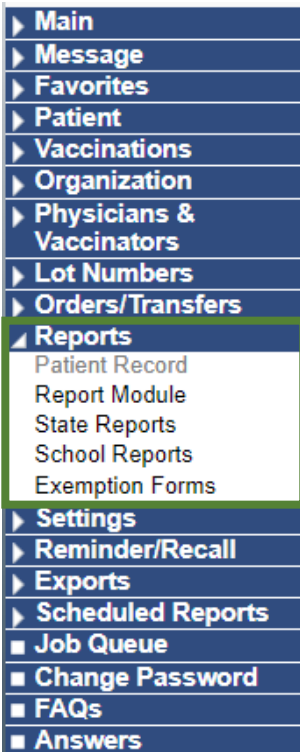 Main
Message
Favorites
Patient
Vaccinations
Organization
Physicians &
Vaccinators
Lot Numbers
Orders/Transfers
Reports
Patient Record
Report Module
State Reports
School Reports
Exemption Forms
Settings
Reminder/Recall
Exports
Scheduled Reports
Job Queue
Change Password
FAQs
Answers